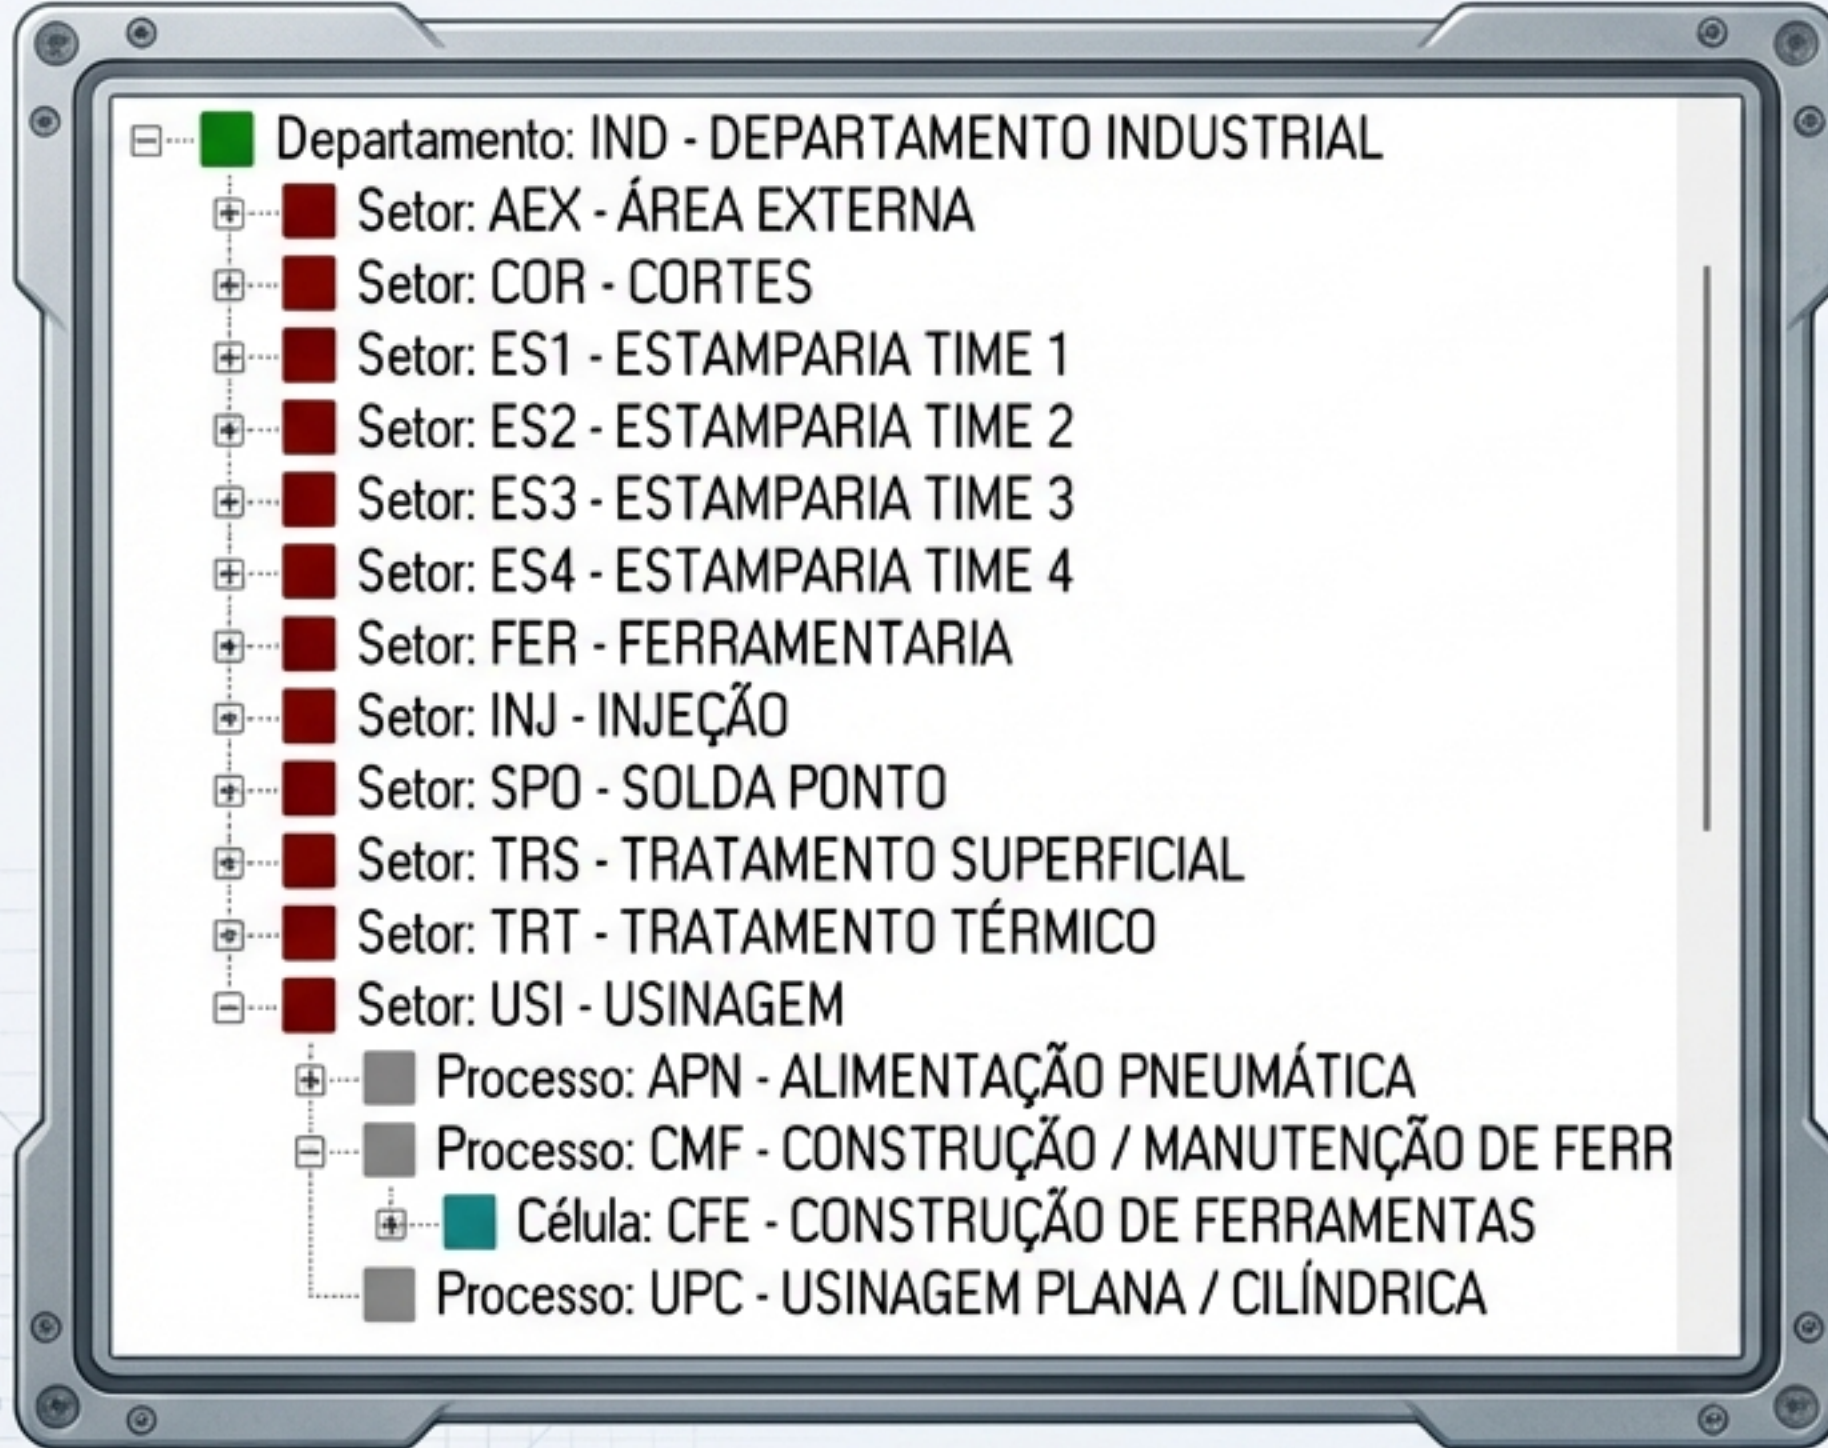 Departamento: IND - DEPARTAMENTO INDUSTRIAL
Setor: AEX - ÁREA EXTERNA
Setor: COR - CORTES
Setor: ES1 - ESTAMPARIA TIME 1
Setor: ES2 - ESTAMPARIA TIME 2
Setor: ES3 - ESTAMPARIA TIME 3
Setor: ES4 - ESTAMPARIA TIME 4
Setor: FER - FERRAMENTARIA
Setor: INJ - INJEÇÃO
Setor: SPO - SOLDA PONTO
Setor: TRS - TRATAMENTO SUPERFICIAL
Setor: TRT - TRATAMENTO TÉRMICO
Setor: USI - USINAGEM
Processo: APN - ALIMENTAÇÃO PNEUMÁTICA
Processo: CMF - CONSTRUÇÃO / MANUTENÇÃO DE FERR
Célula: CFE - CONSTRUÇÃO DE FERRAMENTAS
Processo: UPC - USINAGEM PLANA / CILÍNDRICA